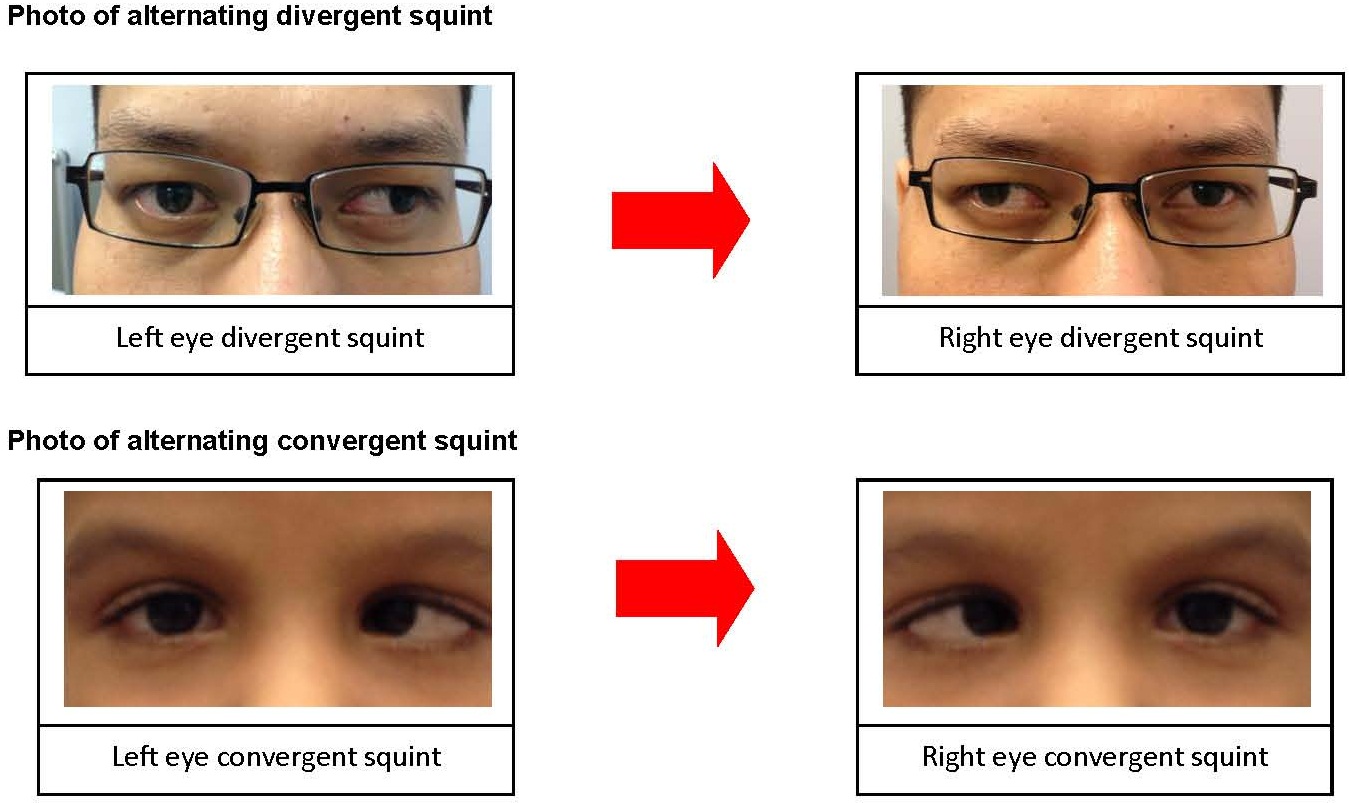 Photo of alternating divergent squint
Left eye divergent squint
Right eye divergent squint
Photo of alternating convergent squint
Left eye convergent squint
Right eye convergent squint